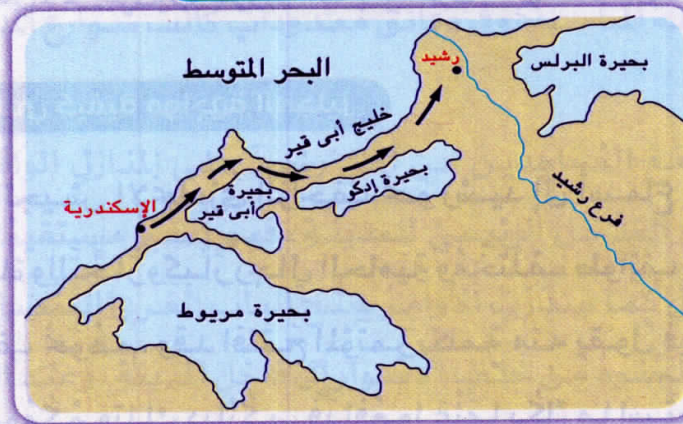 البحر المتوسط
رشيد
بحيرة البرلس
خليج أبى قير
بحيرة إدكو
بحيرة
أبى قير
الإسكندرية
فرع رشيد
بحيرة مريوط